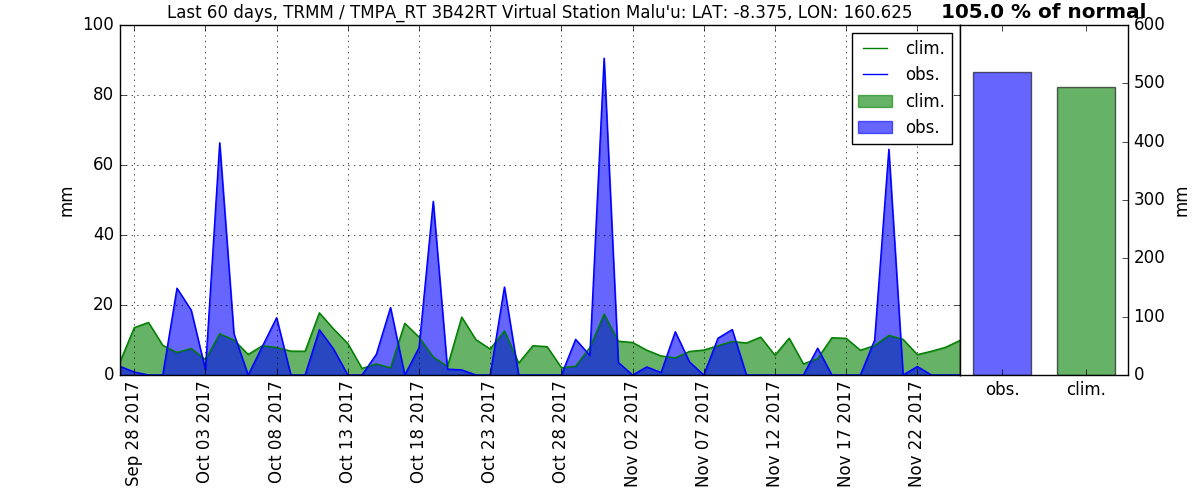 Last 60 days, TRMM / TMPA_RT 3B42RT Virtual Station Malu'u: LAT: -8.375, LON: 160.625
105.0 % of normal
100
80
60
40
20
0
mm
clim.
obs.
clim.
obs.
600
500
400
300
200
100
0
mm
obs.
clim.
Sep 28 2017
Oct 03 2017
Oct 08 2017
Oct 13 2017
Oct 18 2017
Oct 23 2017
Oct 28 2017
Nov 02 2017
Nov 07 2017
Nov 12 2017
Nov 17 2017
Nov 22 2017